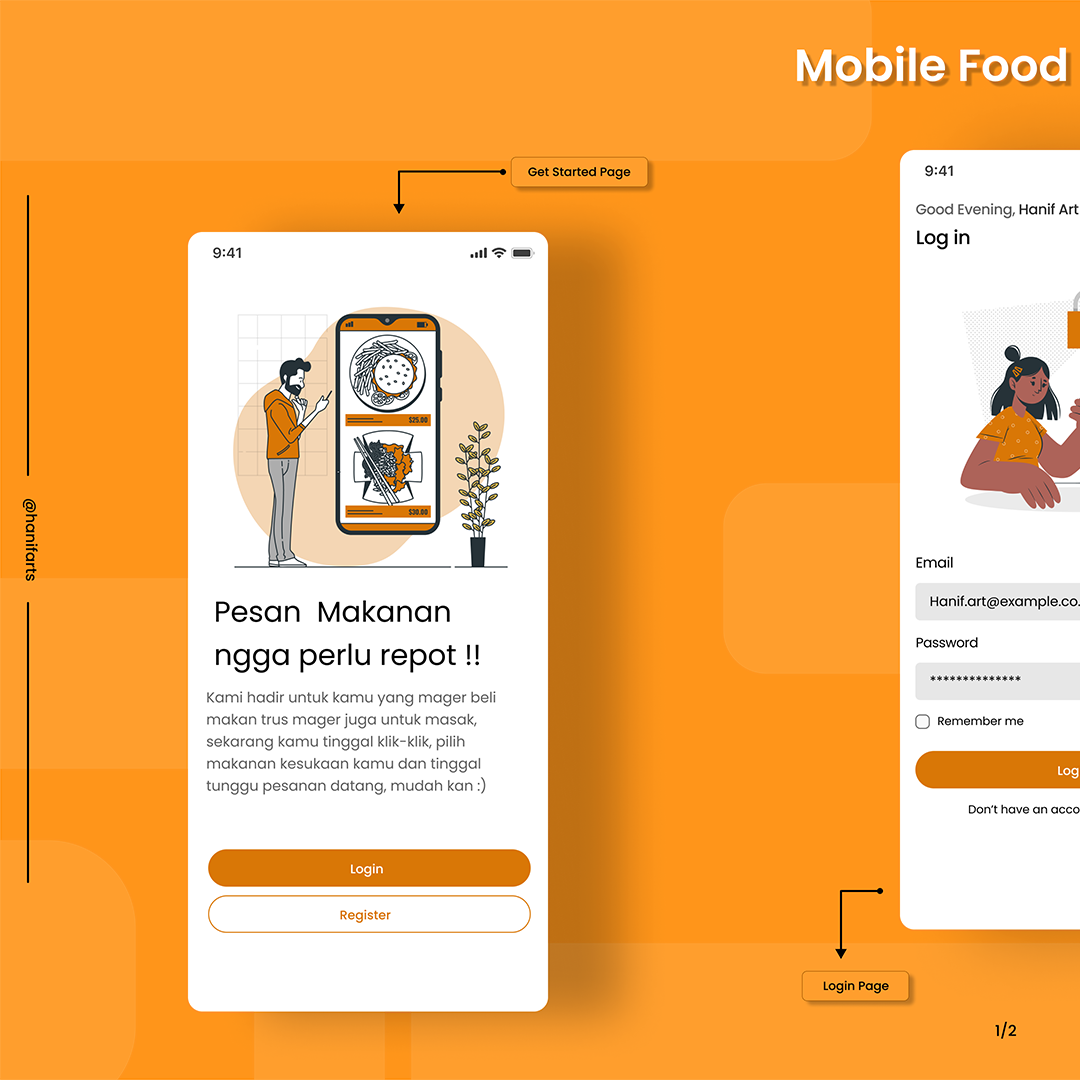 Mobile Food
Get Started Page
@hanifarts
9:41
$25.00
$30.00
Pesan Makanan
ngga perlu repot !!
Kami hadir untuk kamu yang mager beli
makan trus mager juga untuk masak,
sekarang kamu tinggal klik-klik, pilih
makanan kesukaan kamu dan tinggal
tunggu pesanan datang, mudah kan :)
Login
Register
9:41
Good Evening, Hanif Art
Log in
Email
Hanif.art@example.co.
Password
**************
Remember me
Log
Don't have an acco
Login Page
1/2